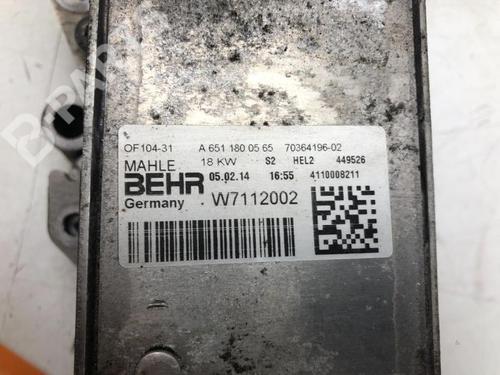 OF104-31 A 651 180 05 65 70364196-02
MAHLE 18 KW S2 HEL2 449526
BEHR 05.02.14 16:55 4110008211
Germany W7112002
B-PARTS